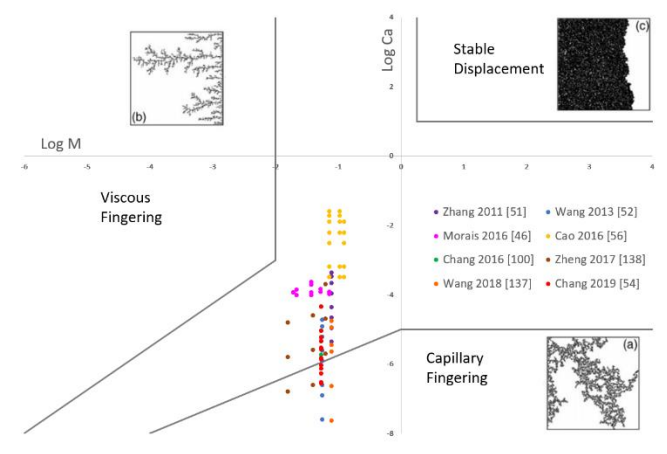 4
Log Ca
Stable
Displacement
(c)
2
(b)
Log M
0
-6
-5
-4
-3
-2
-1
0
1
2
3
4
Viscous
Fingering
-2
Zhang 2011 [51]
Wang 2013 [52]
Morais 2016 [46]
Cao 2016 [56]
Chang 2016 [100]
Zheng 2017 [138]
Wang 2018 [137]
Chang 2019 [54]
-4
-6
Capillary
Fingering
(a)
-8